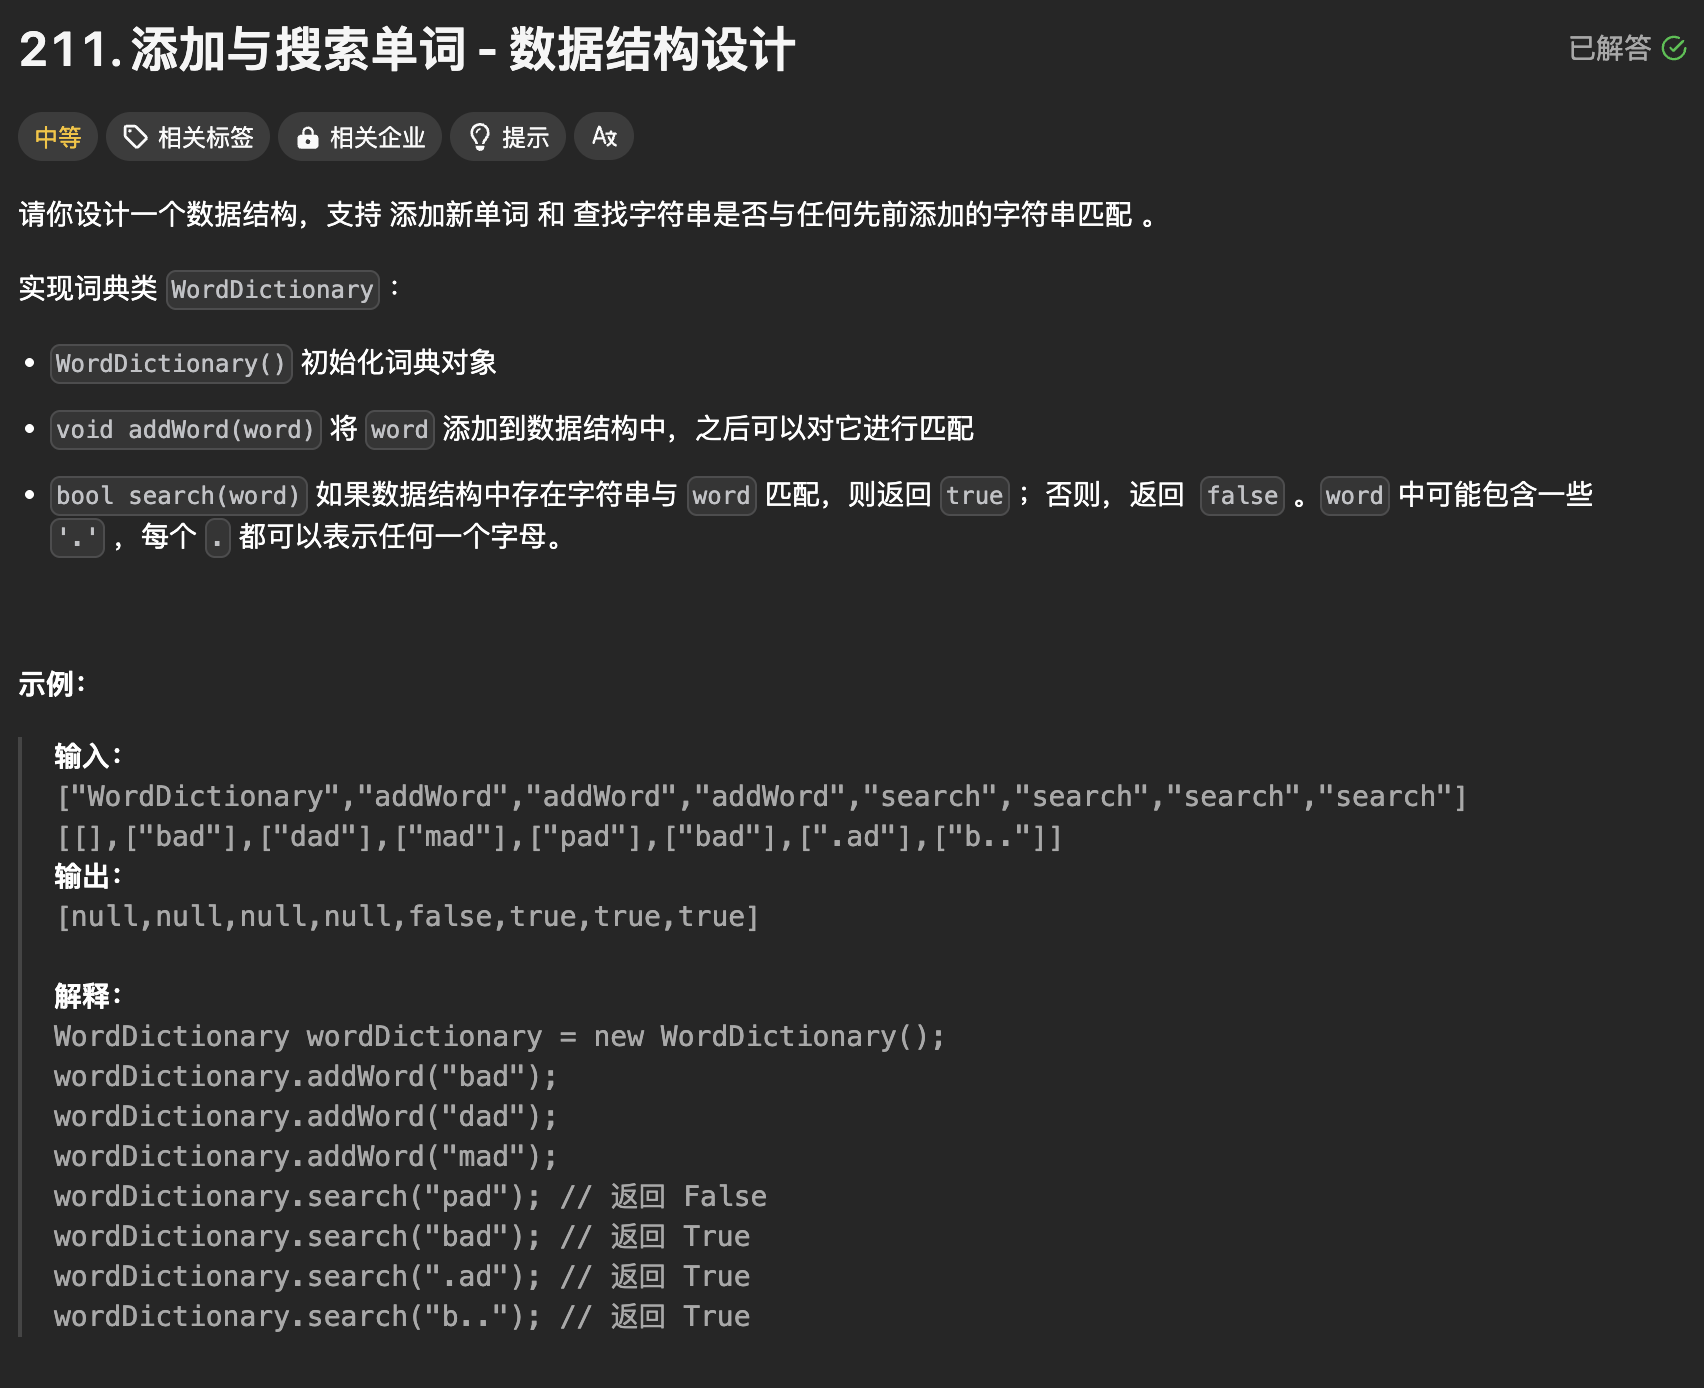 211. 添加与搜索单词 - 数据结构设计
已解答
中等 相关标签 相关企业 提示
请你设计一个数据结构，支持 添加新单词 和 查找字符串是否与任何先前添加的字符串匹配 。
实现词典类 WordDictionary ：
• WordDictionary() 初始化词典对象
• void addWord(word) 将 word 添加到数据结构中，之后可以对它进行匹配
• bool search(word) 如果数据结构中存在字符串与 word 匹配，则返回 true ；否则，返回 false 。word 中可能包含一些
'.' ，每个 . 都可以表示任何一个字母。
示例：
输入：
["WordDictionary","addWord","addWord","addWord","search","search","search","search"]
[[],["bad"],["dad"],["mad"],["pad"],["bad"],[".ad"],["b.."]]
输出：
[null,null,null,null,false,true,true,true]
解释：
WordDictionary wordDictionary = new WordDictionary();
wordDictionary.addWord("bad");
wordDictionary.addWord("dad");
wordDictionary.addWord("mad");
wordDictionary.search("pad"); // 返回 False
wordDictionary.search("bad"); // 返回 True
wordDictionary.search(".ad"); // 返回 True
wordDictionary.search("b.."); // 返回 True